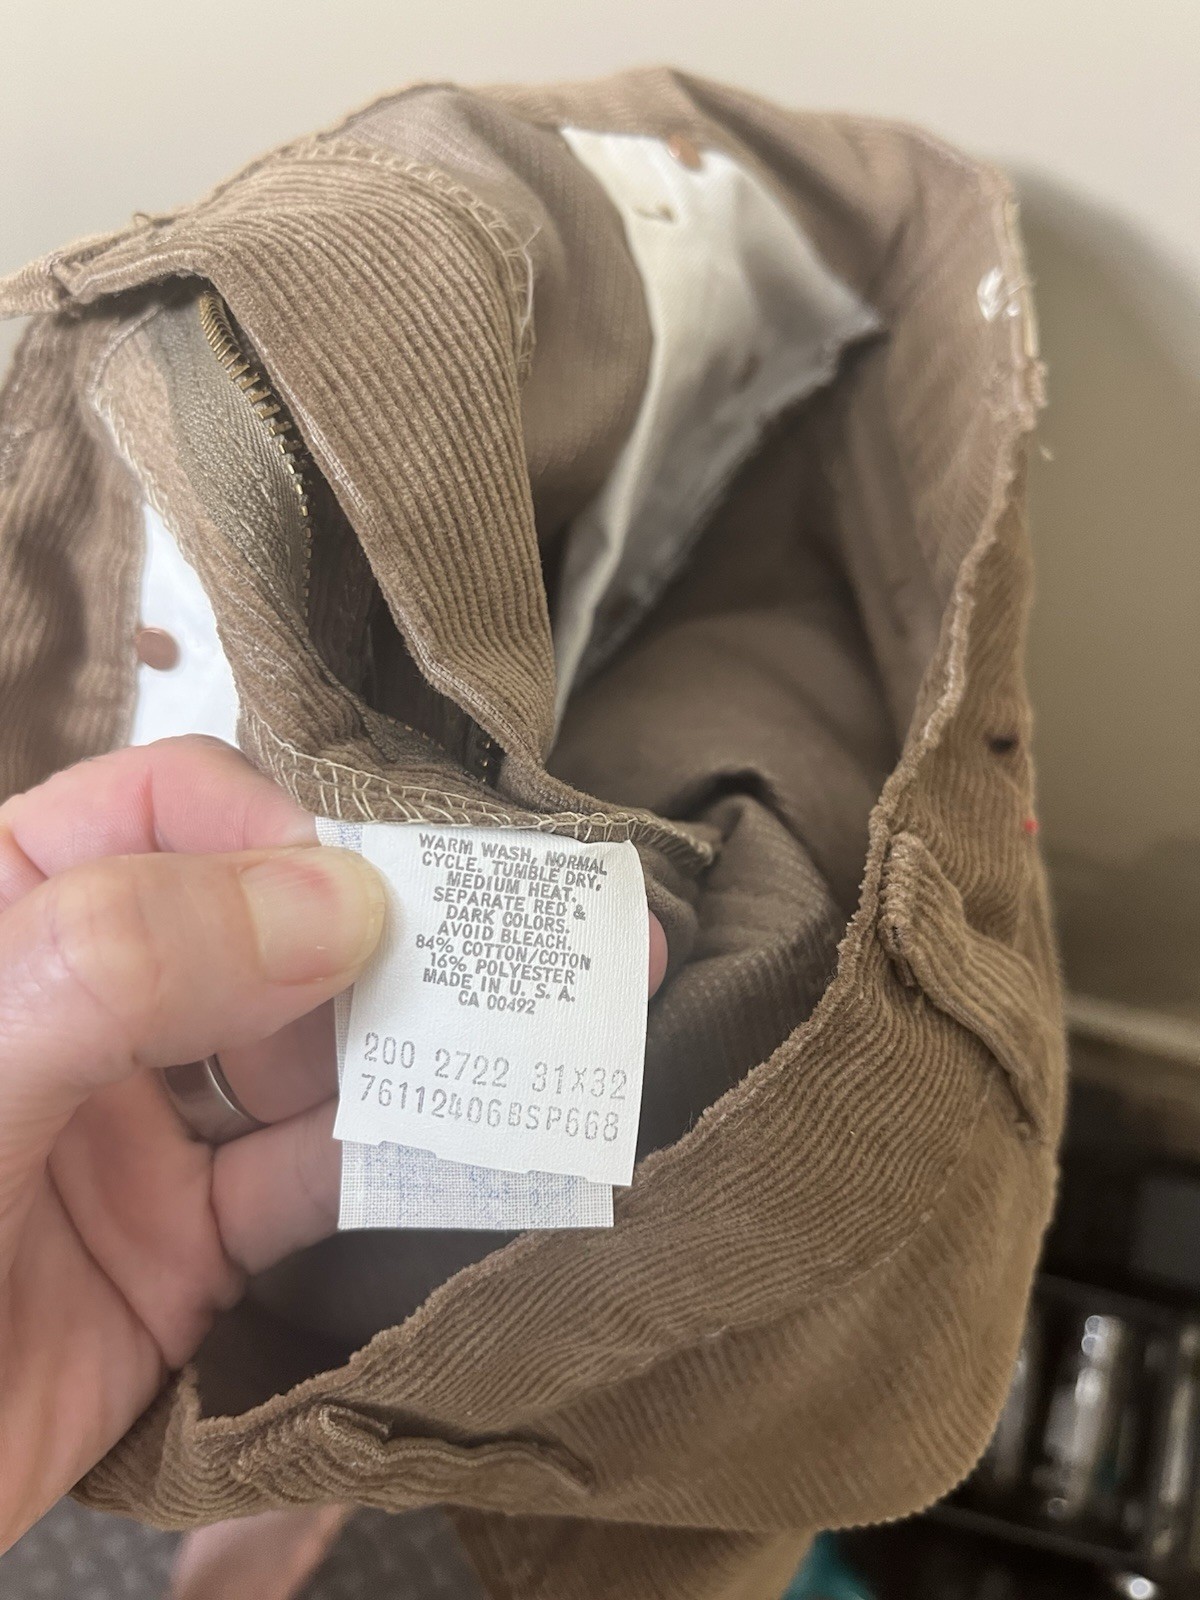 WARM WASH, NORMAL
CYCLE. TUMBLE DRY,
MEDIUM HEAT.
SEPARATE RED &
DARK COLORS.
AVOID BLEACH.
84% COTTON/COTON
16% POLYESTER
MADE IN U. S. A.
CA 00492
200 2722 31X32
76112406BSP668